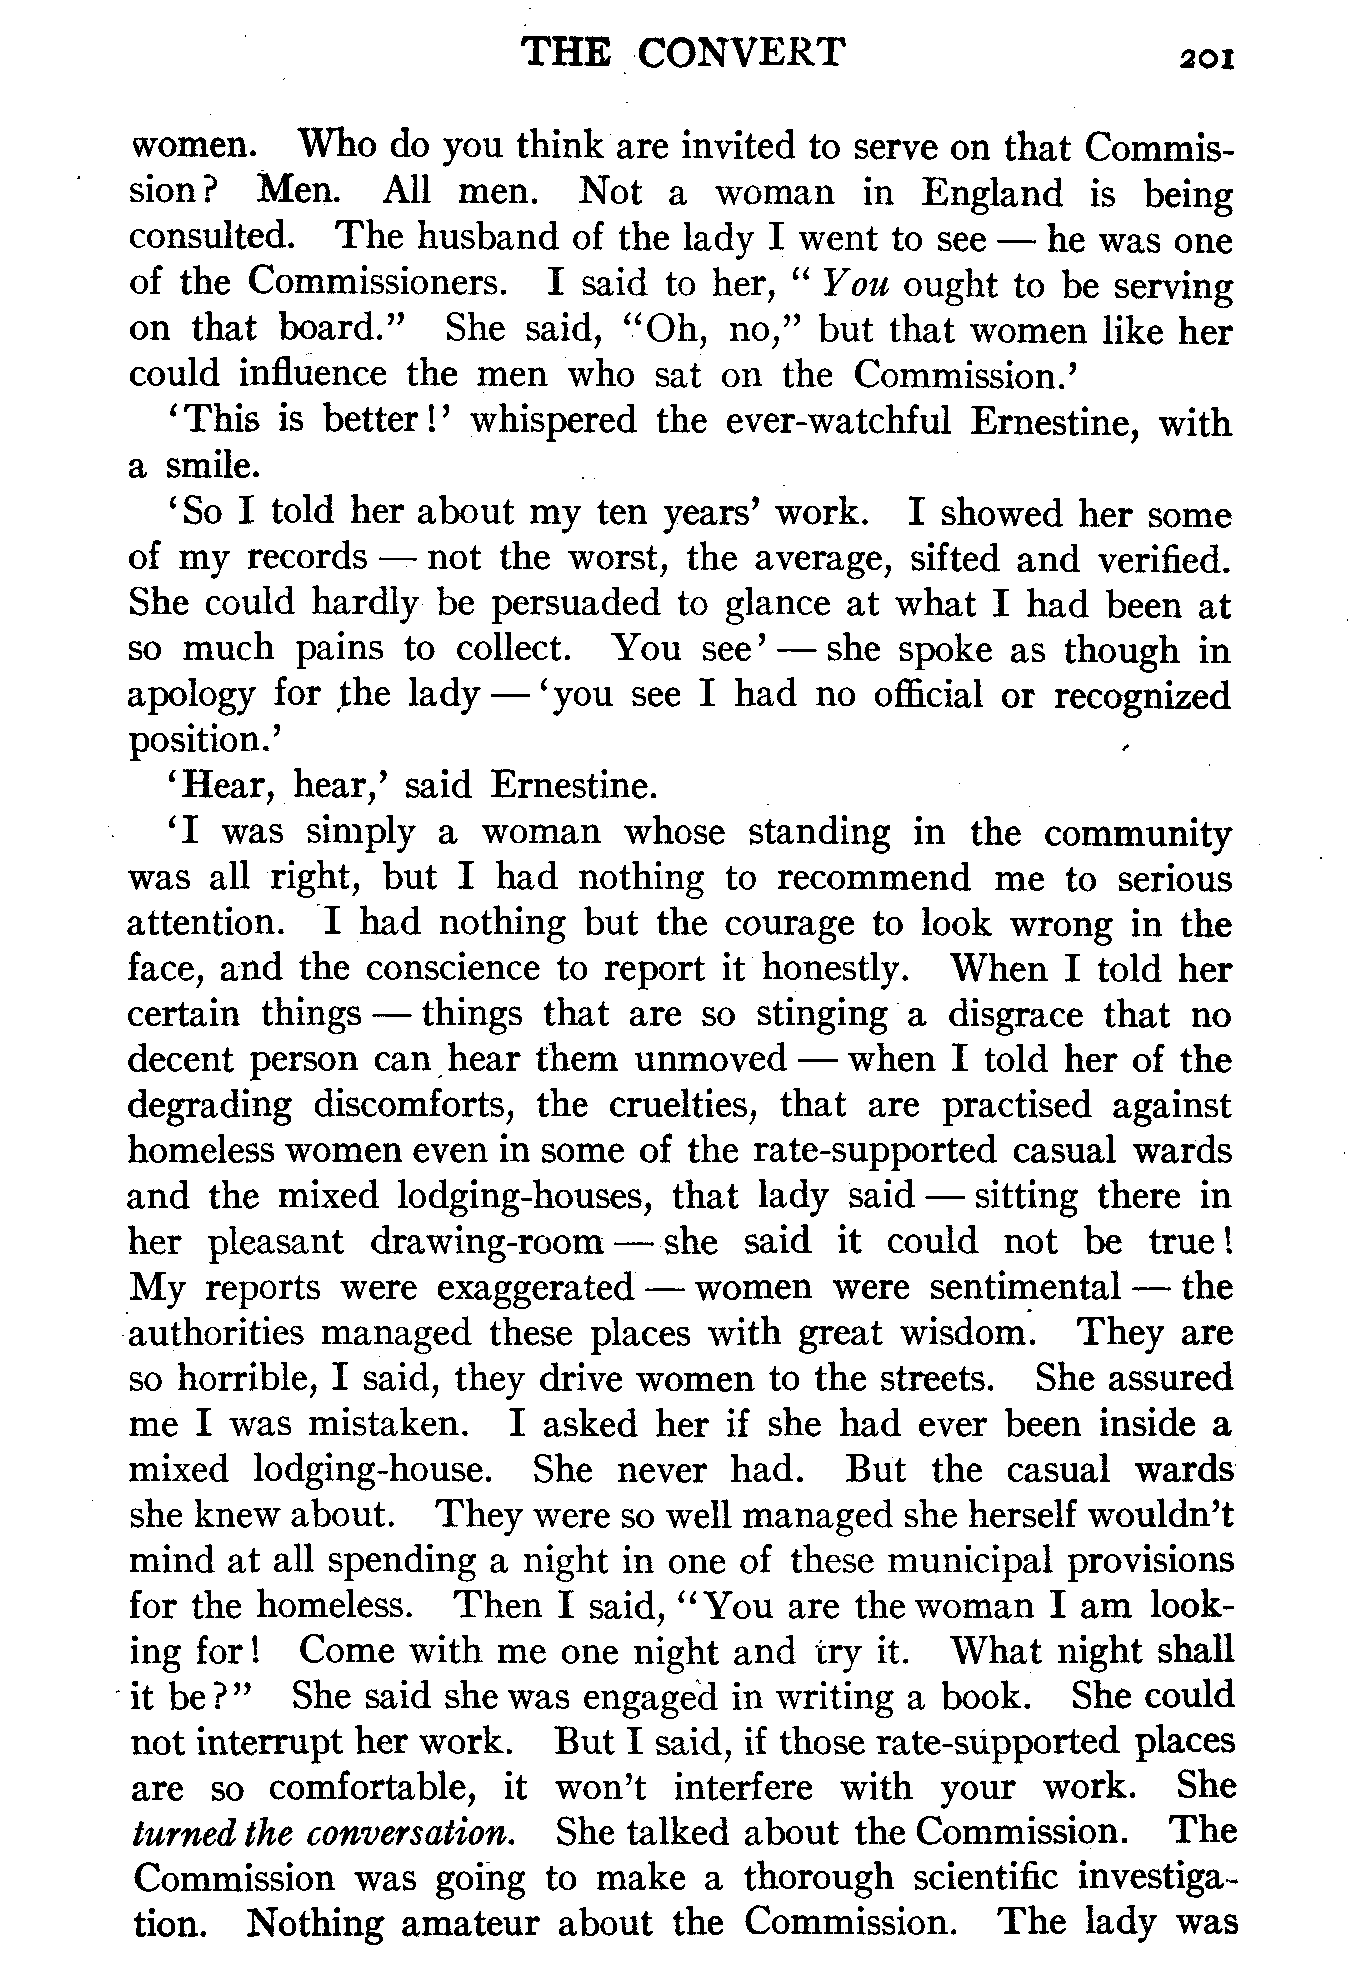 THE CONVERT 201
women. Who do you think are invited to serve on that Commis-
sion? Men. All men. Not a woman in England is being
consulted. The husband of the lady I went to see — he was one
of the Commissioners. I said to her, "You ought to be serving
on that board." She said, "Oh, no," but that women like her
could influence the men who sat on the Commission.'
'This is better!' whispered the ever-watchful Ernestine, with
a smile.
'So I told her about my ten years' work. I showed her some
of my records — not the worst, the average, sifted and verified.
She could hardly be persuaded to glance at what I had been at
so much pains to collect. You see' — she spoke as though in
apology for the lady — 'you see I had no official or recognized
position.'
'Hear, hear,' said Ernestine.
'I was simply a woman whose standing in the community
was all right, but I had nothing to recommend me to serious
attention. I had nothing but the courage to look wrong in the
face, and the conscience to report it honestly. When I told her
certain things — things that are so stinging a disgrace that no
decent person can hear them unmoved — when I told her of the
degrading discomforts, the cruelties, that are practised against
homeless women even in some of the rate-supported casual wards
and the mixed lodging-houses, that lady said — sitting there in
her pleasant drawing-room — she said it could not be true!
My reports were exaggerated — women were sentimental — the
authorities managed these places with great wisdom. They are
so horrible, I said, they drive women to the streets. She assured
me I was mistaken. I asked her if she had ever been inside a
mixed lodging-house. She never had. But the casual wards
she knew about. They were so well managed she herself wouldn't
mind at all spending a night in one of these municipal provisions
for the homeless. Then I said, "You are the woman I am look-
ing for! Come with me one night and try it. What night shall
it be?" She said she was engaged in writing a book. She could
not interrupt her work. But I said, if those rate-supported places
are so comfortable, it won't interfere with your work. She
turned the conversation. She talked about the Commission. The
Commission was going to make a thorough scientific investiga-
tion. Nothing amateur about the Commission. The lady was